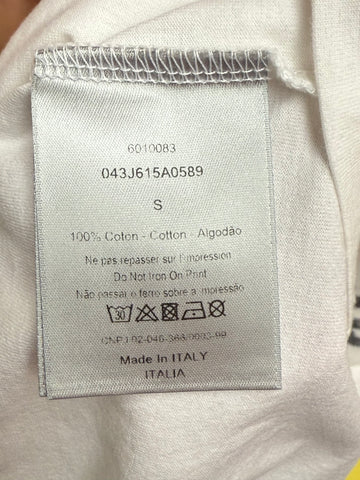 6010083
043J615A0589
S
100% Coton - Cotton - Algodão
Ne pas repasser sur l'impression
Do Not Iron On Print
Não passar o ferro sobre a impressão
30
Made In ITALY
ITALIA